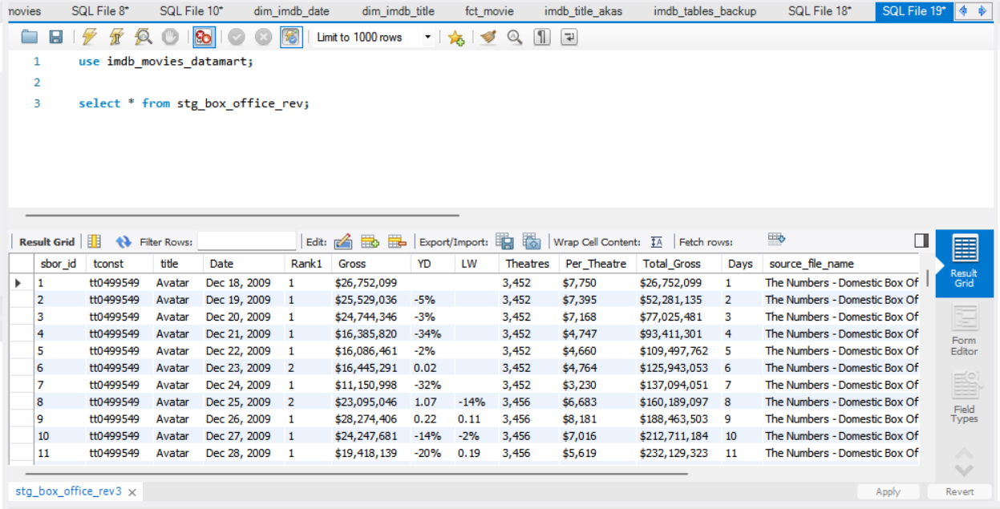 movies SQL File 8* SQL File 10* dim_imdb_date dim_imdb_title fct_movie imdb_title_akas imdb_tables_backup SQL File 18* SQL File 19*
Limit to 1000 rows
1 use imdb_movies_datamart;
2
3 select * from stg_box_office_rev;
Result Grid Filter Rows: Edit: Export/Import: Wrap Cell Content: IA Fetch rows:
sbor_id tconst title Date Rank1 Gross YD LW Theatres Per_Theatre Total_Gross Days source_file_name
1 tt0499549 Avatar Dec 18, 2009 1 $26,752,099 3,452 $7,750 $26,752,099 1 The Numbers - Domestic Box Of
2 tt0499549 Avatar Dec 19, 2009 1 $25,529,036 -5% 3,452 $7,395 $52,281,135 2 The Numbers - Domestic Box Of
3 tt0499549 Avatar Dec 20, 2009 1 $24,744,346 -3% 3,452 $7,168 $77,025,481 3 The Numbers - Domestic Box Of
4 tt0499549 Avatar Dec 21, 2009 1 $16,385,820 -34% 3,452 $4,747 $93,411,301 4 The Numbers - Domestic Box Of
5 tt0499549 Avatar Dec 22, 2009 1 $16,086,461 -2% 3,452 $4,660 $109,497,762 5 The Numbers - Domestic Box Of
6 tt0499549 Avatar Dec 23, 2009 2 $16,445,291 0.02 3,452 $4,764 $125,943,053 6 The Numbers - Domestic Box Of
7 tt0499549 Avatar Dec 24, 2009 1 $11,150,998 -32% 3,452 $3,230 $137,094,051 7 The Numbers - Domestic Box Of
8 tt0499549 Avatar Dec 25, 2009 2 $23,095,046 1.07 -14% 3,456 $6,683 $160,189,097 8 The Numbers - Domestic Box Of
9 tt0499549 Avatar Dec 26, 2009 1 $28,274,406 0.22 0.11 3,456 $8,181 $188,463,503 9 The Numbers - Domestic Box Of
10 tt0499549 Avatar Dec 27, 2009 1 $24,247,681 -14% -2% 3,456 $7,016 $212,711,184 10 The Numbers - Domestic Box Of
11 tt0499549 Avatar Dec 28, 2009 1 $19,418,139 -20% 0.19 3,456 $5,619 $232,129,323 11 The Numbers - Domestic Box Of
Result
Grid
Form
Editor
Field
Types
stg_box_office_rev3 Apply Revert